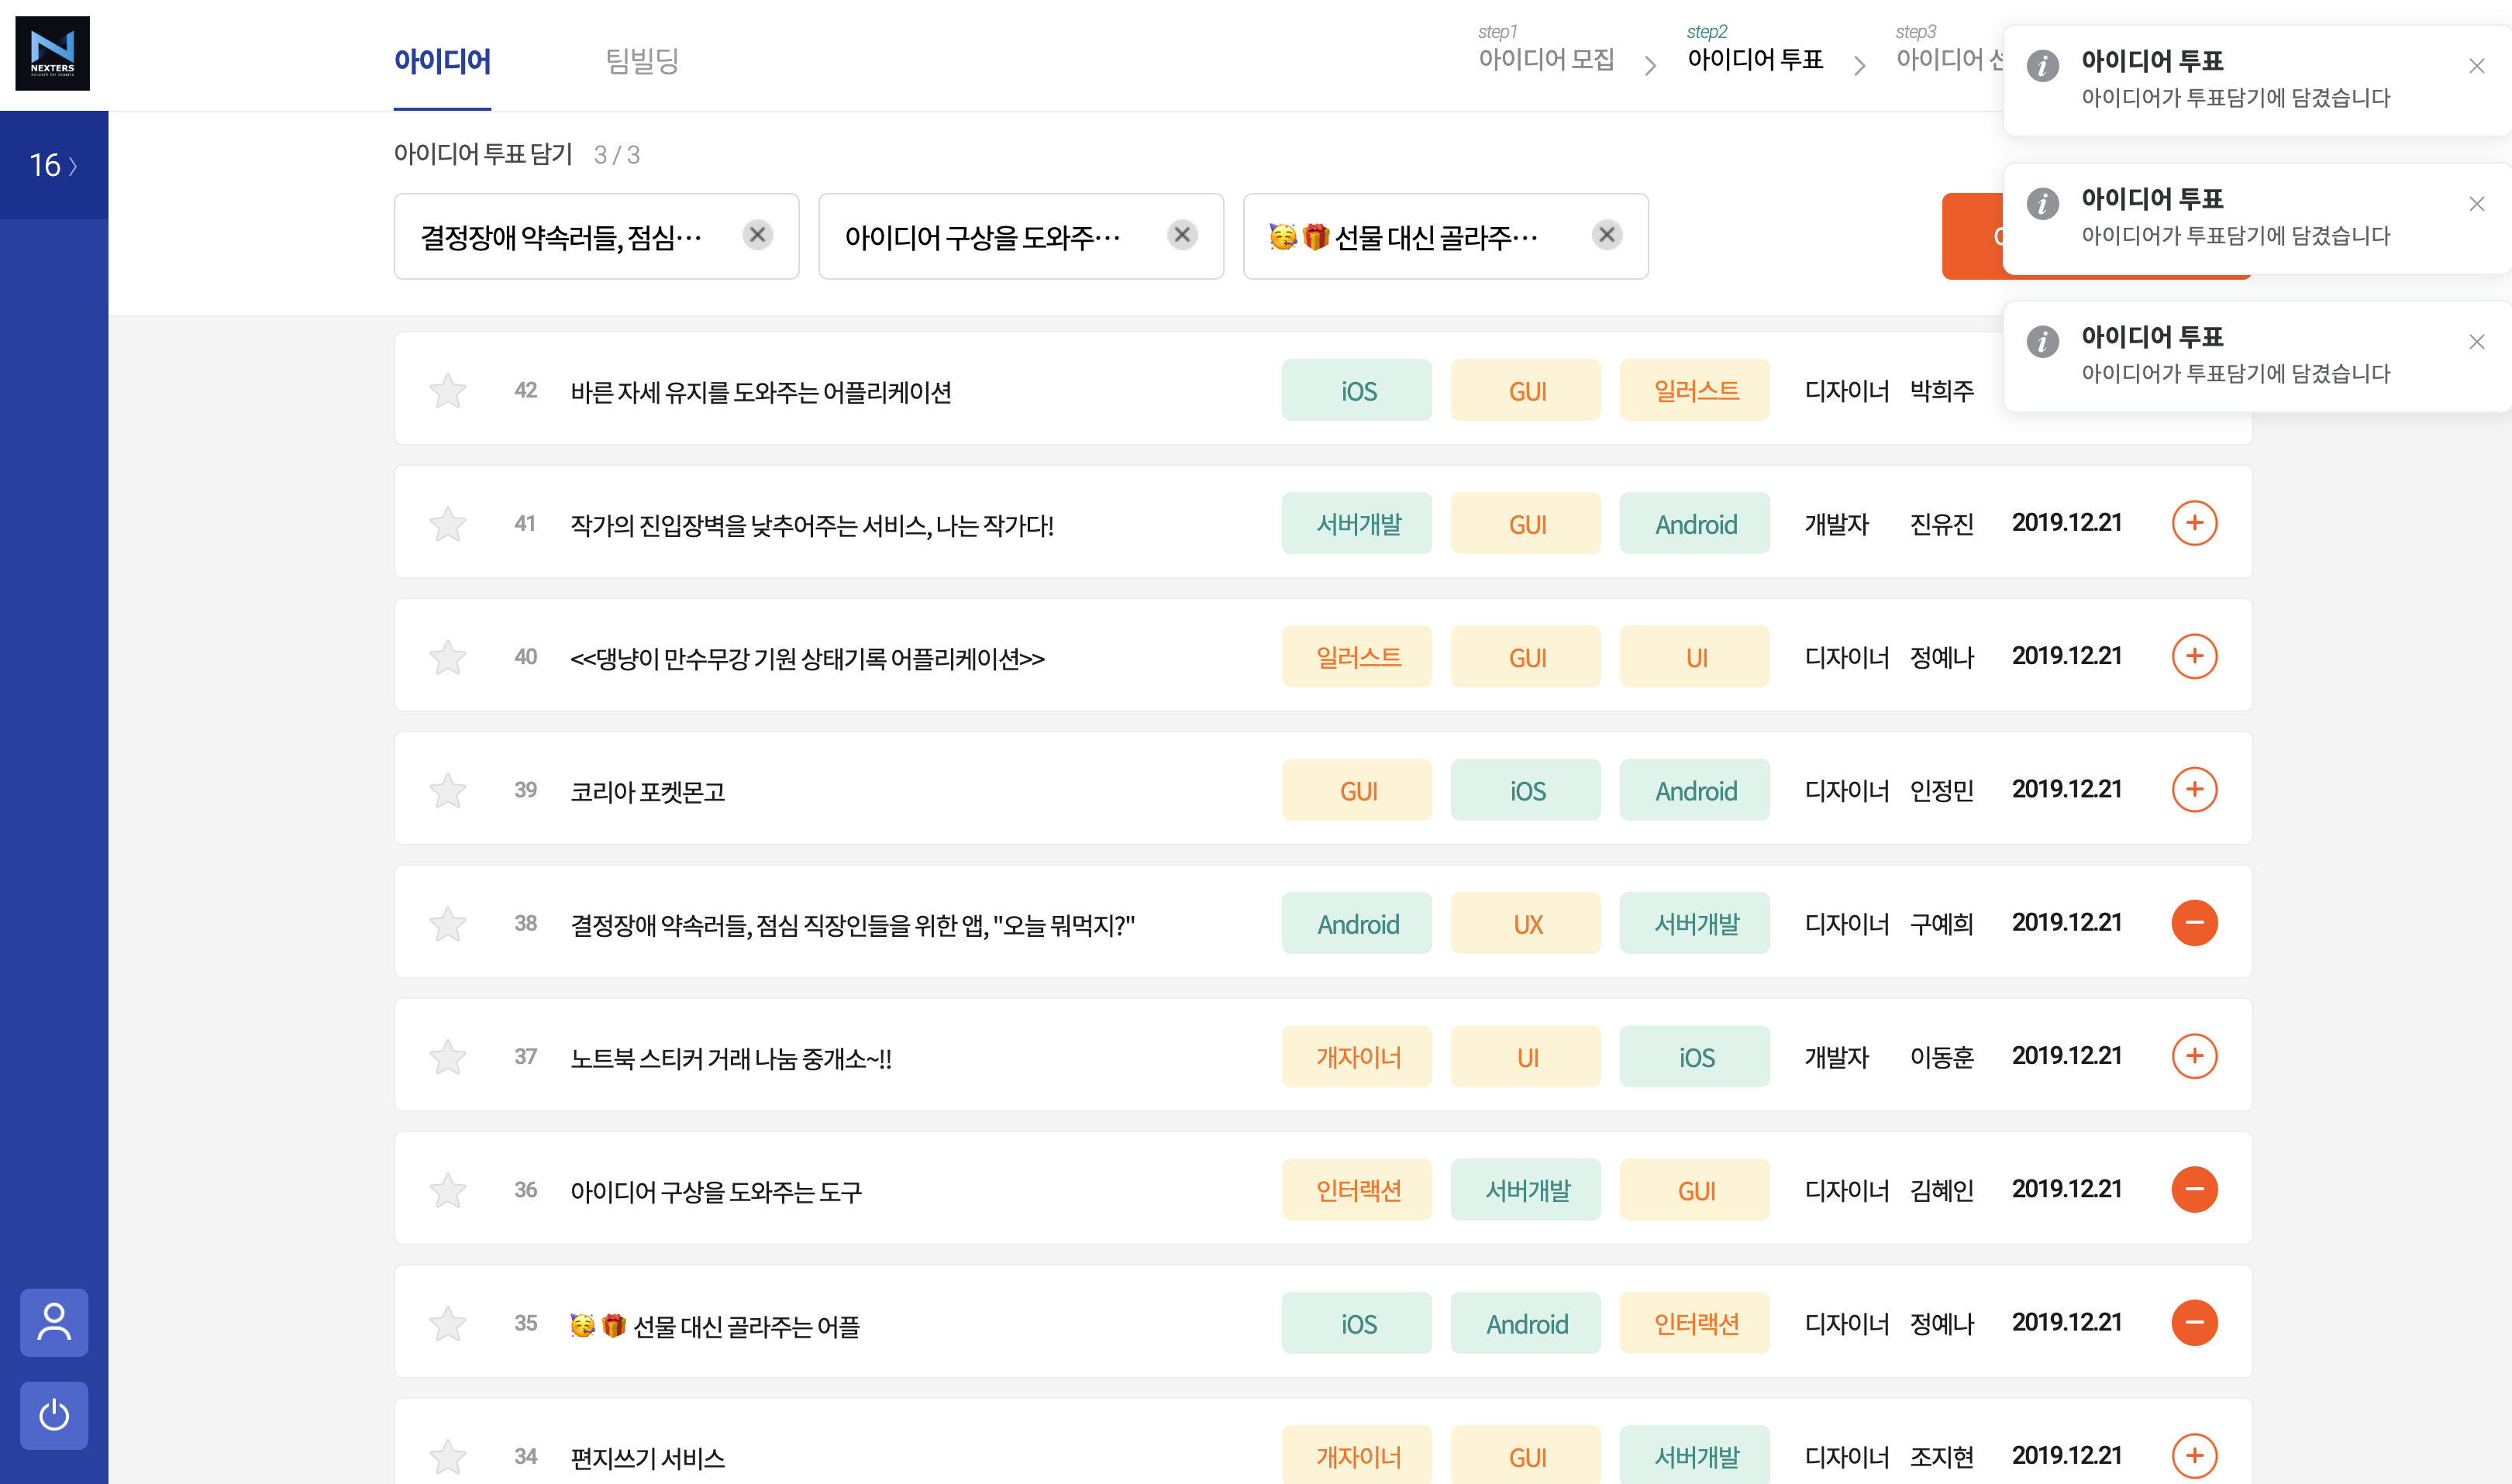 NEXTERS
아이디어
팀빌딩
step1
아이디어 모집
step2
아이디어 투표
step3
아이디어
아이디어 투표
아이디어가 투표담기에 담겼습니다
아이디어 투표
아이디어가 투표담기에 담겼습니다
아이디어 투표
아이디어가 투표담기에 담겼습니다
16
아이디어 투표 담기 3 / 3
결정장애 약속러들, 점심…
아이디어 구상을 도와주…
🥳 🎁 선물 대신 골라주…
42 바른 자세 유지를 도와주는 어플리케이션 iOS GUI 일러스트 디자이너 박희주
41 작가의 진입장벽을 낮추어주는 서비스, 나는 작가다! 서버개발 GUI Android 개발자 진유진 2019.12.21
40 <<댕냥이 만수무강 기원 상태기록 어플리케이션>> 일러스트 GUI UI 디자이너 정예나 2019.12.21
39 코리아 포켓몬고 GUI iOS Android 디자이너 인정민 2019.12.21
38 결정장애 약속러들, 점심 직장인들을 위한 앱, "오늘 뭐먹지?" Android UX 서버개발 디자이너 구예희 2019.12.21
37 노트북 스티커 거래 나눔 중개소~!! 개자이너 UI iOS 개발자 이동훈 2019.12.21
36 아이디어 구상을 도와주는 도구 인터랙션 서버개발 GUI 디자이너 김혜인 2019.12.21
35 🥳 🎁 선물 대신 골라주는 어플 iOS Android 인터랙션 디자이너 정예나 2019.12.21
34 편지쓰기 서비스 개자이너 GUI 서버개발 디자이너 조지현 2019.12.21